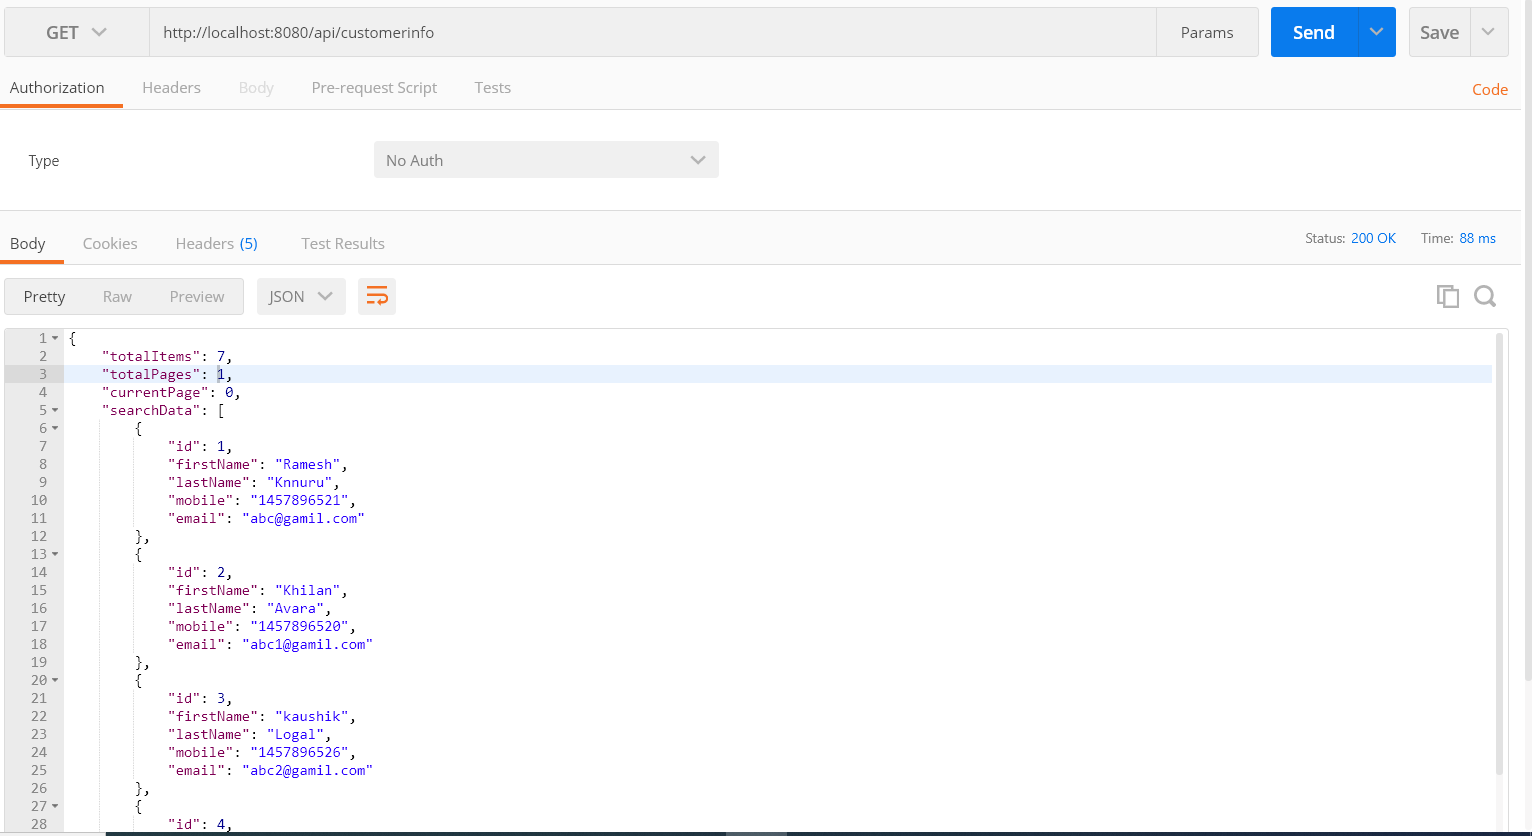 GET http://localhost:8080/api/customerinfo Params Send Save
Authorization Headers Body Pre-request Script Tests Code
Type No Auth
Body Cookies Headers (5) Test Results Status: 200 OK Time: 88 ms
Pretty Raw Preview JSON
1 {
2 "totalItems": 7,
3 "totalPages": 1,
4 "currentPage": 0,
5 "searchData": [
6 {
7 "id": 1,
8 "firstName": "Ramesh",
9 "lastName": "Knnuru",
10 "mobile": "1457896521",
11 "email": "abc@gamil.com"
12 },
13 {
14 "id": 2,
15 "firstName": "Khilan",
16 "lastName": "Avara",
17 "mobile": "1457896520",
18 "email": "abc1@gamil.com"
19 },
20 {
21 "id": 3,
22 "firstName": "kaushik",
23 "lastName": "Logal",
24 "mobile": "1457896526",
25 "email": "abc2@gamil.com"
26 },
27 {
28 "id": 4,